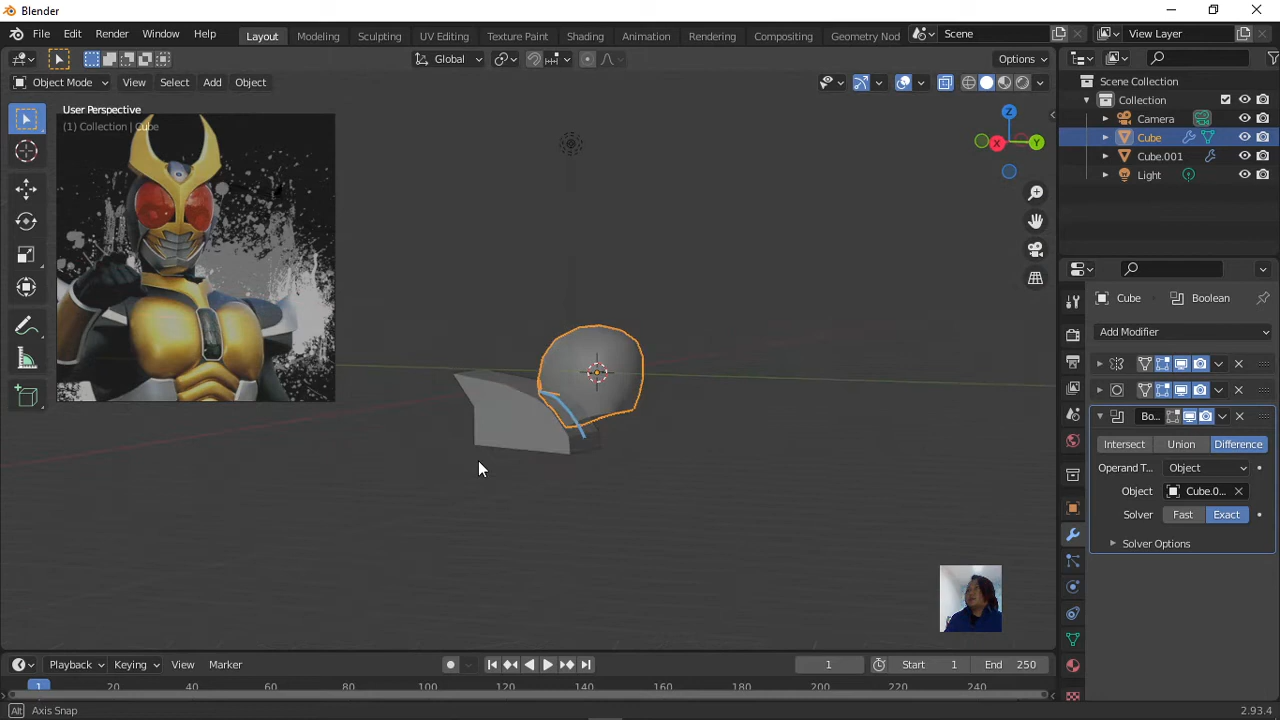 Blender
File Edit Render Window Help Layout Modeling Sculpting UV Editing Texture Paint Shading Animation Rendering Compositing Geometry Nod Scene View Layer
Global Options
Object Mode View Select Add Object
User Perspective
(1) Collection | Cube
Z
X
Y
Scene Collection
Collection
Camera
Cube
Cube.001
Light
Cube Boolean
Add Modifier
Bo...
Intersect Union Difference
Operand T... Object
Object Cube.0...
Solver Fast Exact
Solver Options
Playback Keying View Marker 1 Start 1 End 250
1 20 40 60 80 100 120 140 160 180 200 220 240
Alt Axis Snap 2.93.4